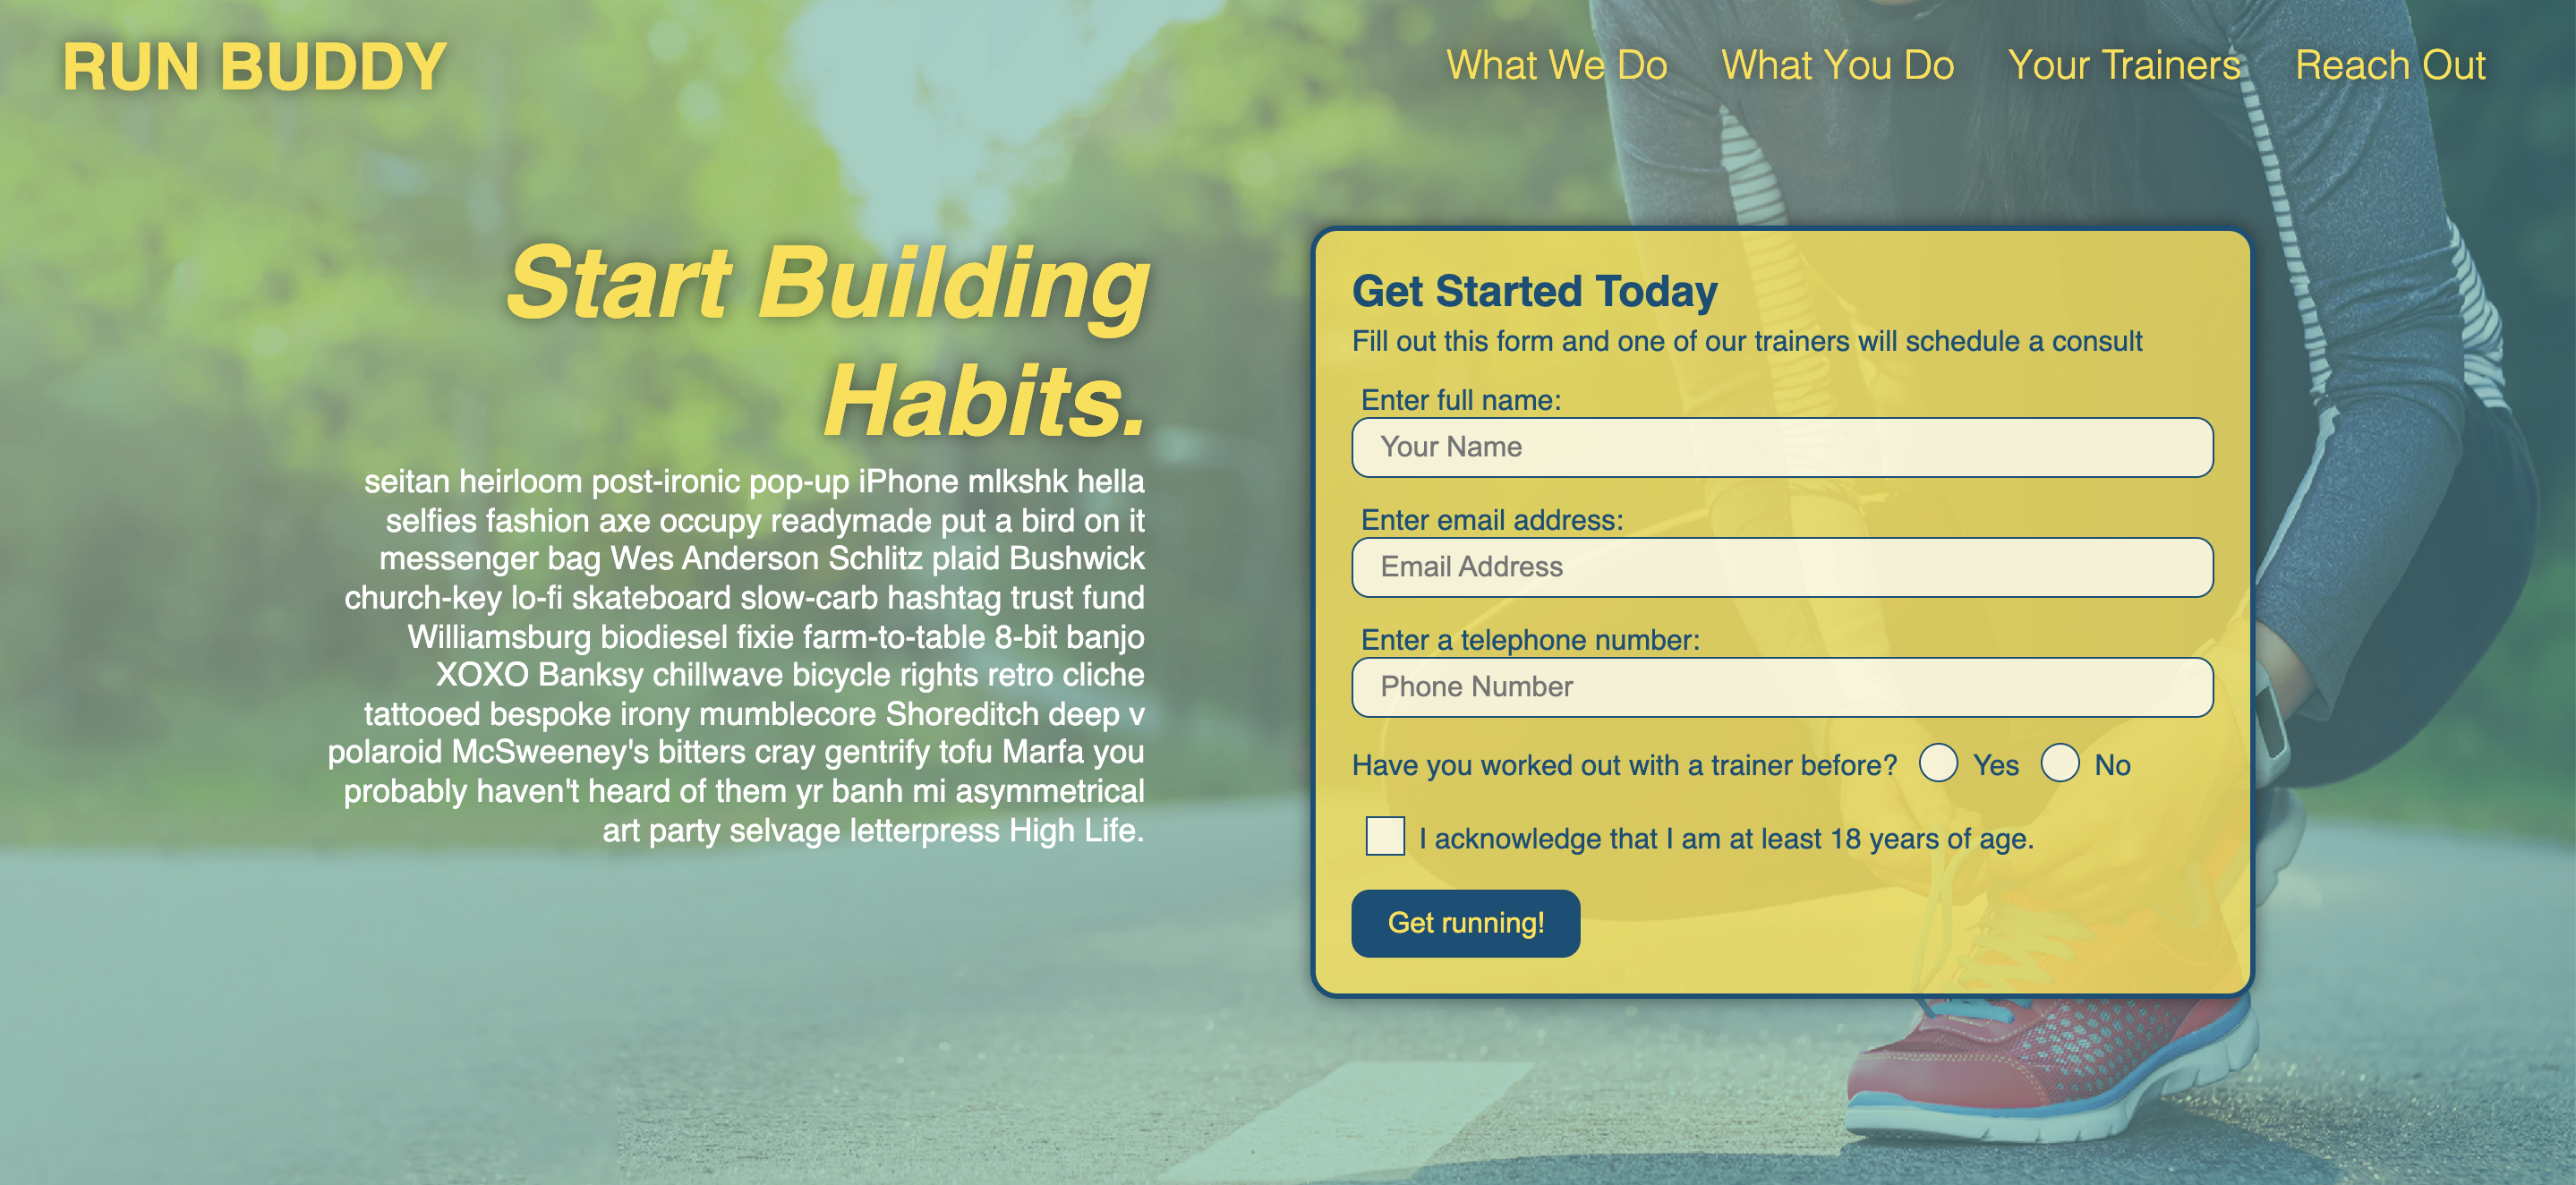 RUN BUDDY
What We Do
What You Do
Your Trainers
Reach Out
Start Building
Habits.
seitan heirloom post-ironic pop-up iPhone mlkshk hella
selfies fashion axe occupy readymade put a bird on it
messenger bag Wes Anderson Schlitz plaid Bushwick
church-key lo-fi skateboard slow-carb hashtag trust fund
Williamsburg biodiesel fixie farm-to-table 8-bit banjo
XOXO Banksy chillwave bicycle rights retro cliche
tattooed bespoke irony mumblecore Shoreditch deep v
polaroid McSweeney's bitters cray gentrify tofu Marfa you
probably haven't heard of them yr banh mi asymmetrical
art party selvage letterpress High Life.
Get Started Today
Fill out this form and one of our trainers will schedule a consult
Enter full name:
Your Name
Enter email address:
Email Address
Enter a telephone number:
Phone Number
Have you worked out with a trainer before? Yes No
I acknowledge that I am at least 18 years of age.
Get running!